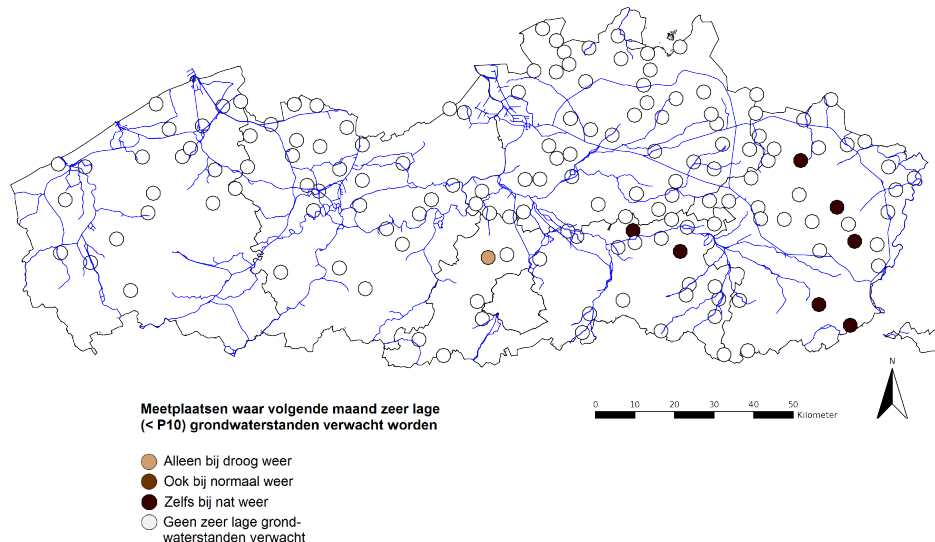 N
0 10 20 30 40 50
Kilometer
Meetplaatsen waar volgende maand zeer lage
(< P10) grondwaterstanden verwacht worden
Alleen bij droog weer
Ook bij normaal weer
Zelfs bij nat weer
Geen zeer lage grond-
waterstanden verwacht